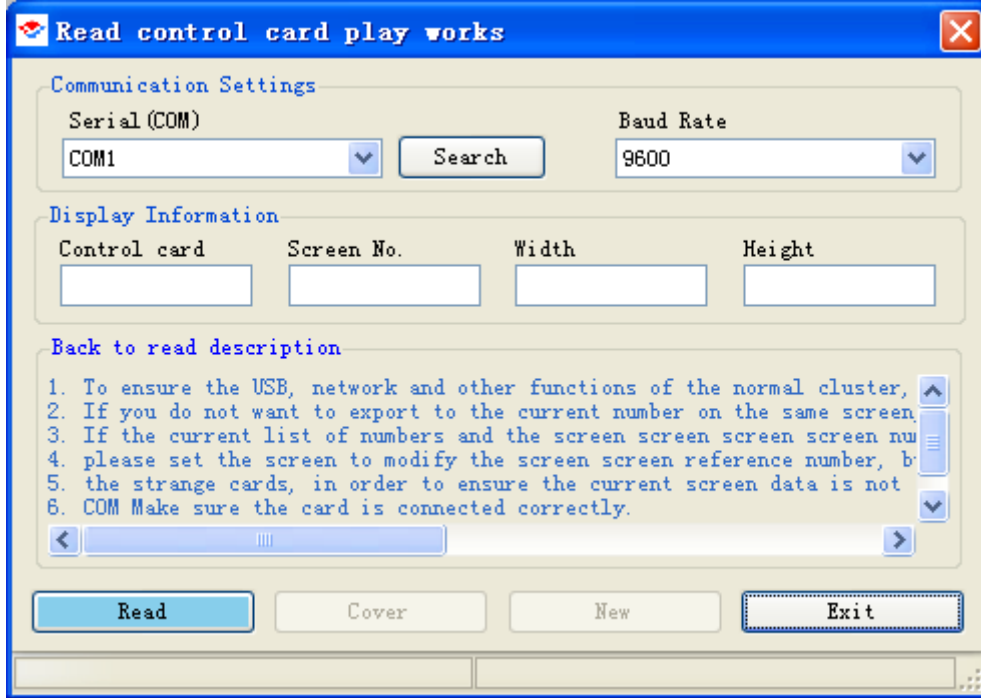 Read control card play works
Communication Settings
Serial(COM)
Baud Rate
COM1
Search
9600
Display Information
Control card
Screen No.
Width
Height
Back to read description
1. To ensure the USB, network and other functions of the normal cluster,
2. If you do not want to export to the current number on the same screen
3. If the current list of numbers and the screen screen screen screen nu
4. please set the screen to modify the screen screen reference number, b
5. the strange cards, in order to ensure the current screen data is not
6. COM Make sure the card is connected correctly.
Read
Cover
New
Exit